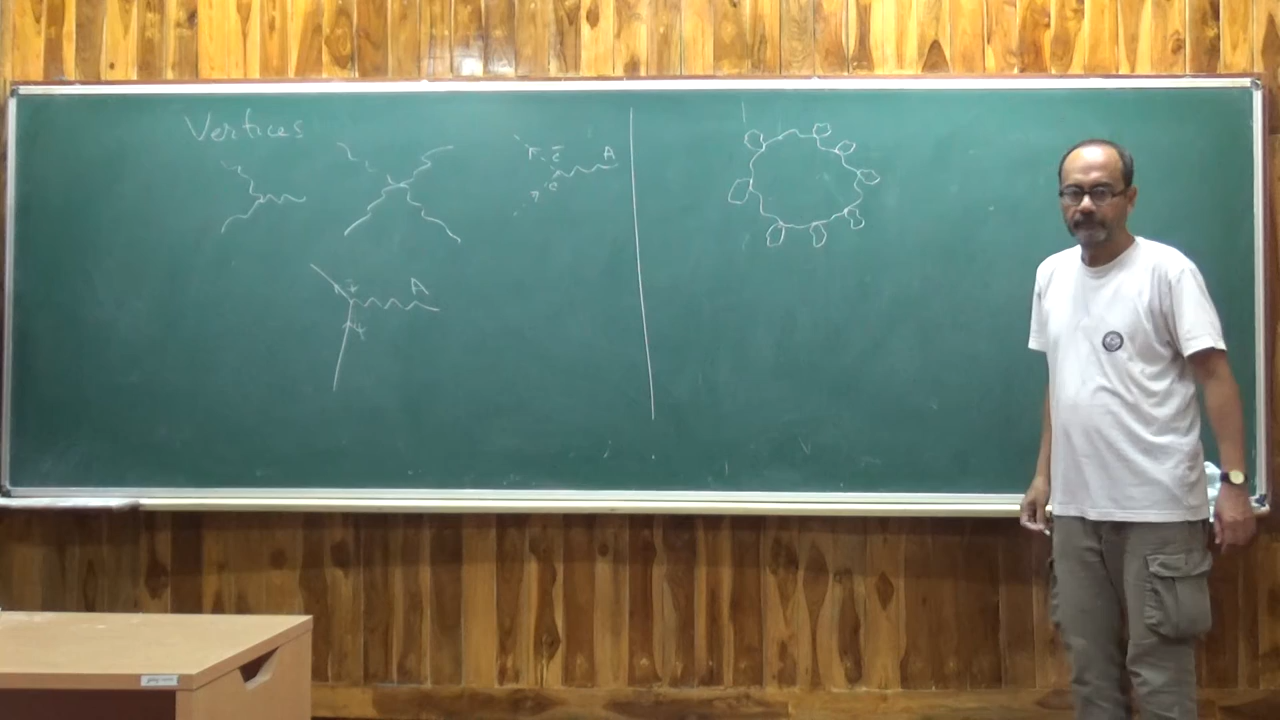 Vertices
c̄ A
c
ψ̄ A
ψ